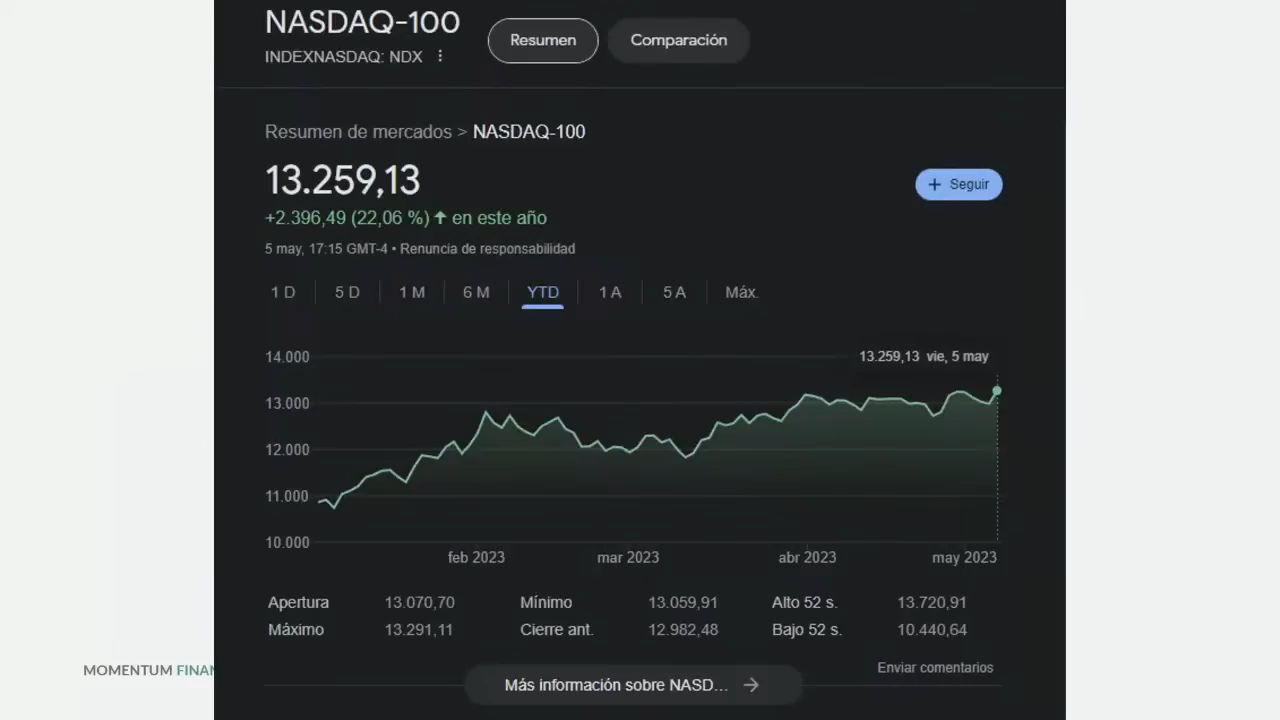 NASDAQ-100
INDEXNASDAQ: NDX
Resumen
Comparación
Resumen de mercados > NASDAQ-100
13.259,13
+2.396,49 (22,06 %) ↑ en este año
5 may, 17:15 GMT-4 • Renuncia de responsabilidad
+ Seguir
1 D 5 D 1 M 6 M YTD 1 A 5 A Máx.
13.259,13 vie, 5 may
14.000
13.000
12.000
11.000
10.000
feb 2023 mar 2023 abr 2023 may 2023
Apertura 13.070,70 Mínimo 13.059,91 Alto 52 s. 13.720,91
Máximo 13.291,11 Cierre ant. 12.982,48 Bajo 52 s. 10.440,64
Enviar comentarios
Más información sobre NASD... →
MOMENTUM FINAN